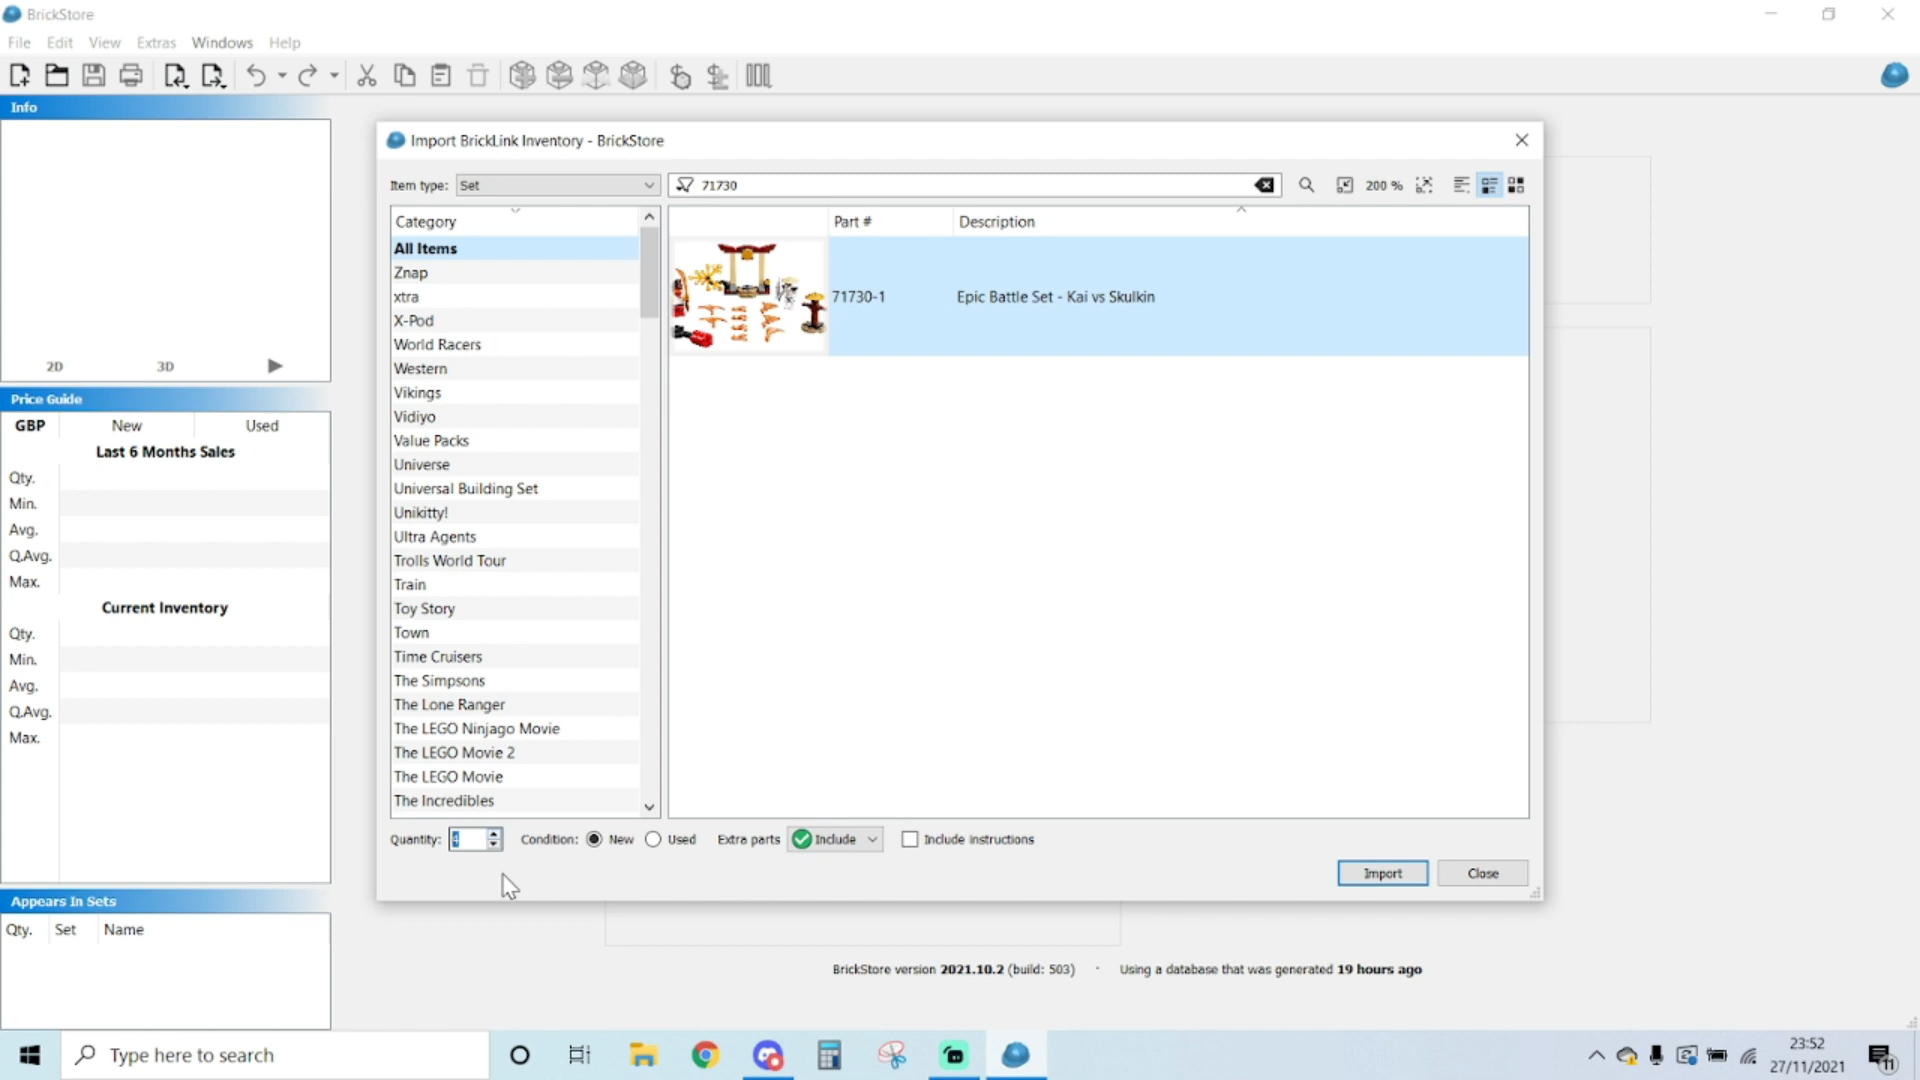 BrickStore
File Edit View Extras Windows Help
Info
2D 3D
Price Guide
GBP New Used
Last 6 Months Sales
Qty.
Min.
Avg.
Q.Avg.
Max.
Current Inventory
Qty.
Min.
Avg.
Q.Avg.
Max.
Appears In Sets
Qty. Set Name
Import BrickLink Inventory - BrickStore
Item type: Set 71730 200 %
Category
All Items
Znap
xtra
X-Pod
World Racers
Western
Vikings
Vidiyo
Value Packs
Universe
Universal Building Set
Unikitty!
Ultra Agents
Trolls World Tour
Train
Toy Story
Town
Time Cruisers
The Simpsons
The Lone Ranger
The LEGO Ninjago Movie
The LEGO Movie 2
The LEGO Movie
The Incredibles
Part # Description
71730-1 Epic Battle Set - Kai vs Skulkin
Quantity: Condition: New Used Extra parts Include Include instructions
Import Close
BrickStore version 2021.10.2 (build: 503) · Using a database that was generated 19 hours ago
Type here to search
23:52
27/11/2021
11